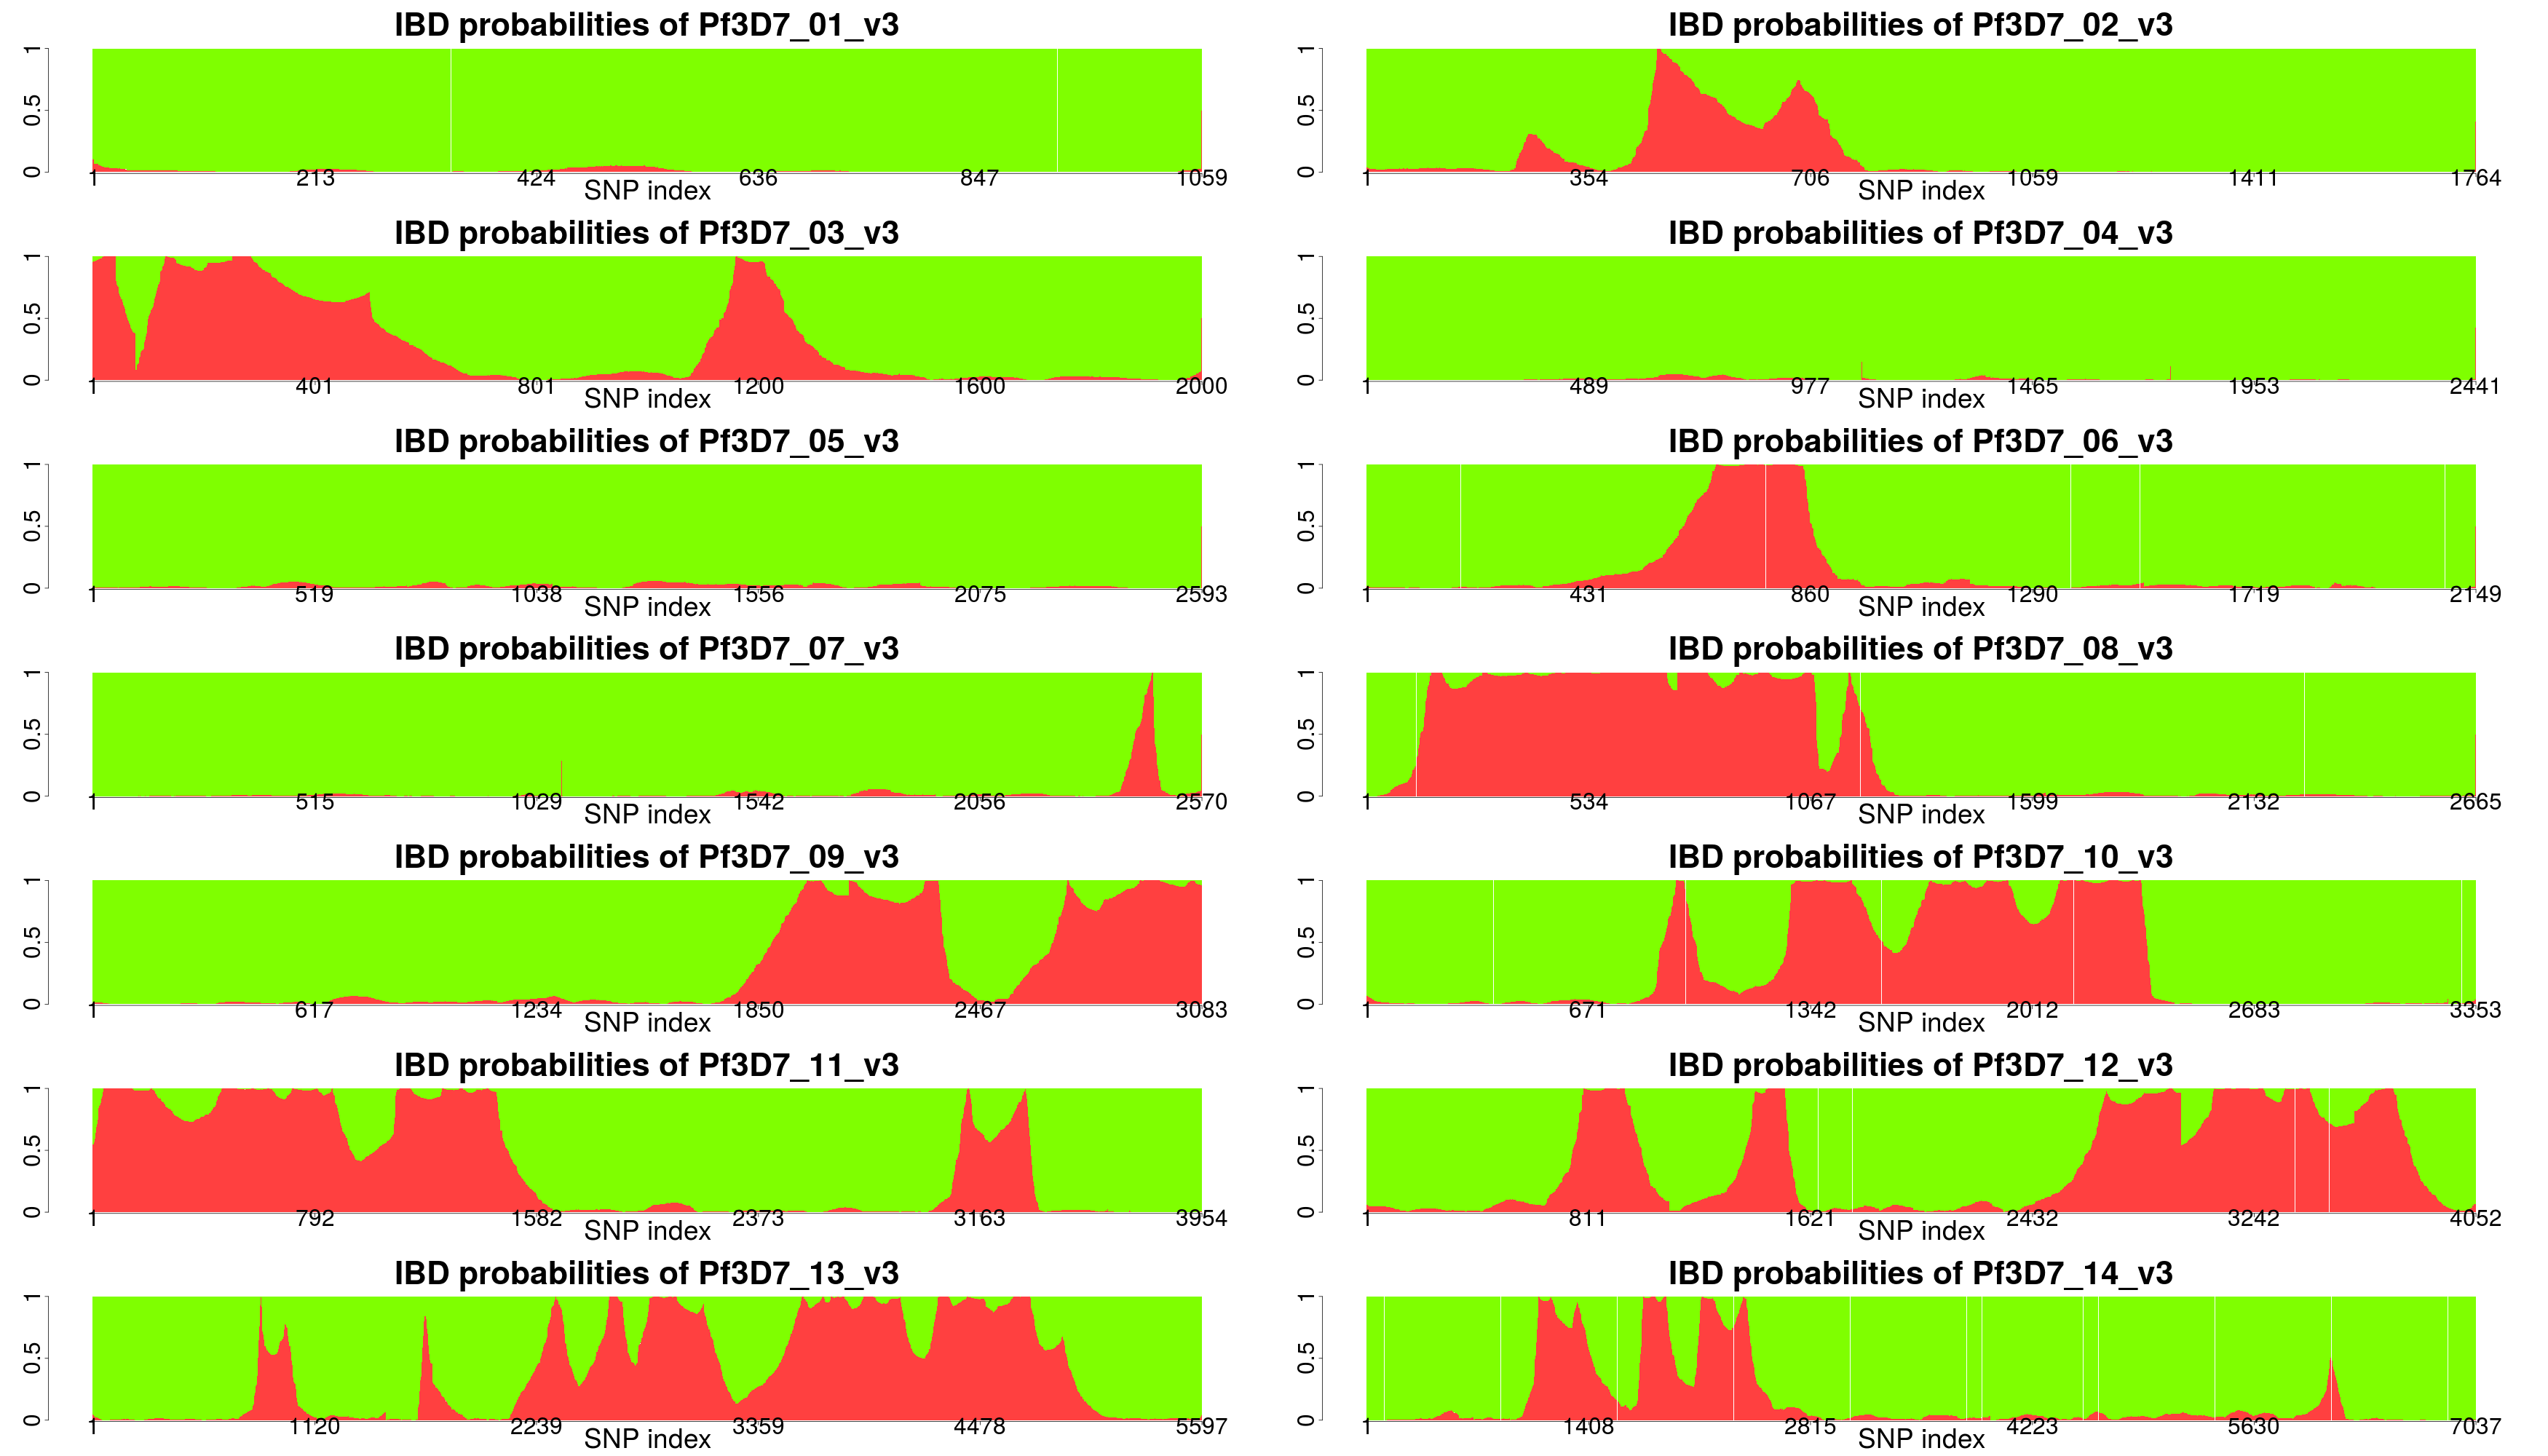 IBD probabilities of Pf3D7_01_v3
1
0.5
0
1 213 424 636 847 1059
SNP index
IBD probabilities of Pf3D7_02_v3
1
0.5
0
1 354 706 1059 1411 1764
SNP index
IBD probabilities of Pf3D7_03_v3
1
0.5
0
1 401 801 1200 1600 2000
SNP index
IBD probabilities of Pf3D7_04_v3
1
0.5
0
1 489 977 1465 1953 2441
SNP index
IBD probabilities of Pf3D7_05_v3
1
0.5
0
1 519 1038 1556 2075 2593
SNP index
IBD probabilities of Pf3D7_06_v3
1
0.5
0
1 431 860 1290 1719 2149
SNP index
IBD probabilities of Pf3D7_07_v3
1
0.5
0
1 515 1029 1542 2056 2570
SNP index
IBD probabilities of Pf3D7_08_v3
1
0.5
0
1 534 1067 1599 2132 2665
SNP index
IBD probabilities of Pf3D7_09_v3
1
0.5
0
1 617 1234 1850 2467 3083
SNP index
IBD probabilities of Pf3D7_10_v3
1
0.5
0
1 671 1342 2012 2683 3353
SNP index
IBD probabilities of Pf3D7_11_v3
1
0.5
0
1 792 1582 2373 3163 3954
SNP index
IBD probabilities of Pf3D7_12_v3
1
0.5
0
1 811 1621 2432 3242 4052
SNP index
IBD probabilities of Pf3D7_13_v3
1
0.5
0
1 1120 2239 3359 4478 5597
SNP index
IBD probabilities of Pf3D7_14_v3
1
0.5
0
1 1408 2815 4223 5630 7037
SNP index